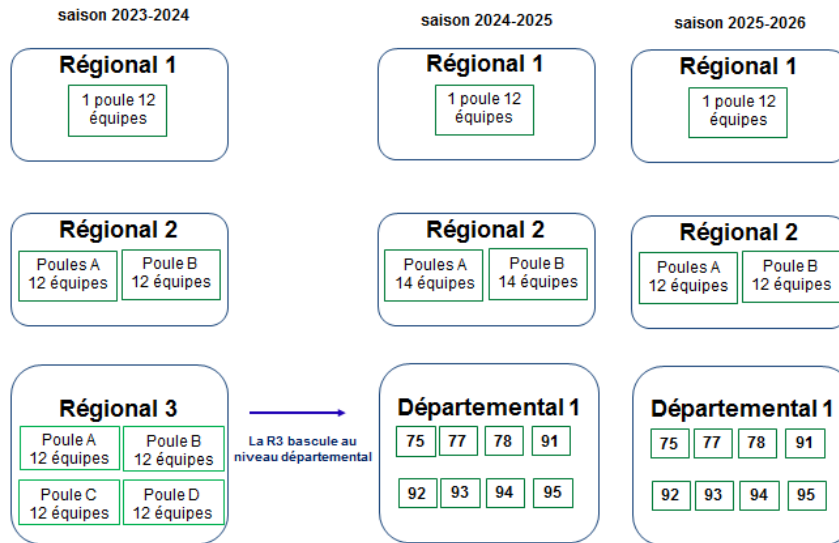 saison 2023-2024
saison 2024-2025
saison 2025-2026
Régional 1
1 poule 12
équipes
Régional 1
1 poule 12
équipes
Régional 1
1 poule 12
équipes
Régional 2
Poules A
12 équipes
Poule B
12 équipes
Régional 2
Poules A
14 équipes
Poule B
14 équipes
Régional 2
Poules A
12 équipes
Poule B
12 équipes
Régional 3
Poule A
12 équipes
Poule B
12 équipes
Poule C
12 équipes
Poule D
12 équipes
La R3 bascule au
niveau départemental
Départemental 1
75 77 78 91
92 93 94 95
Départemental 1
75 77 78 91
92 93 94 95